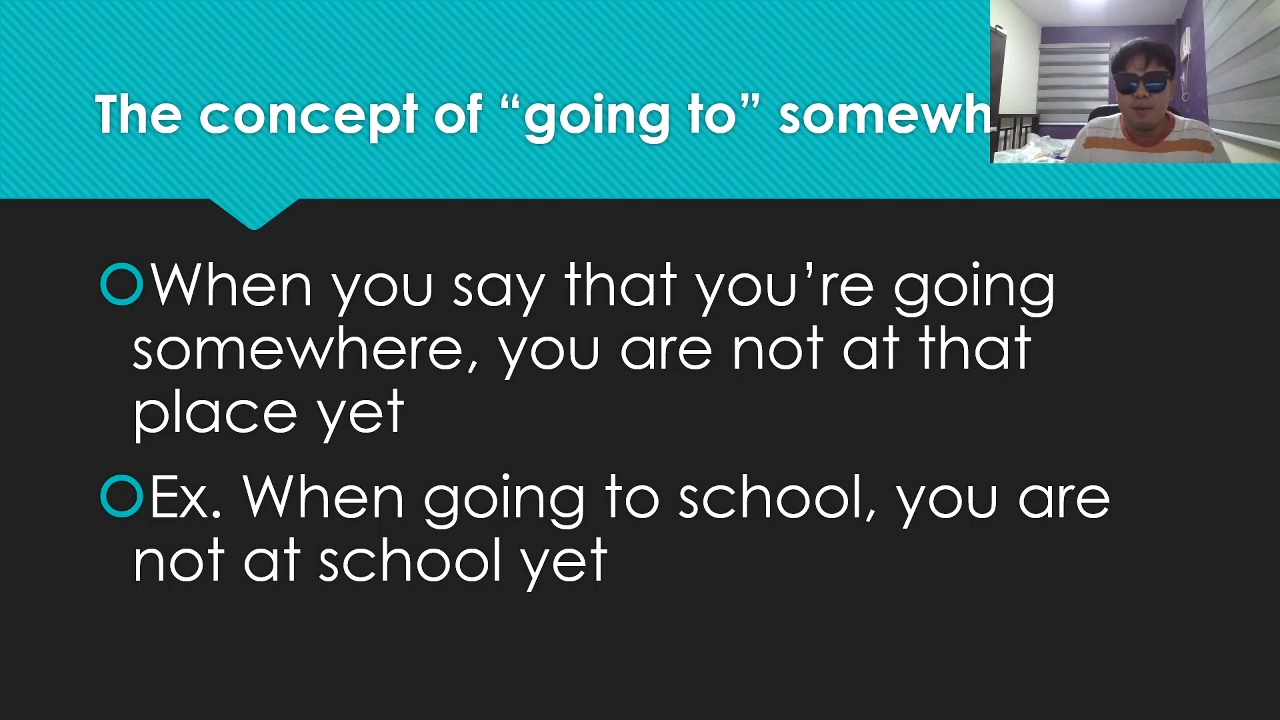 The concept of “going to” somewh
When you say that you’re going
somewhere, you are not at that
place yet
Ex. When going to school, you are
not at school yet